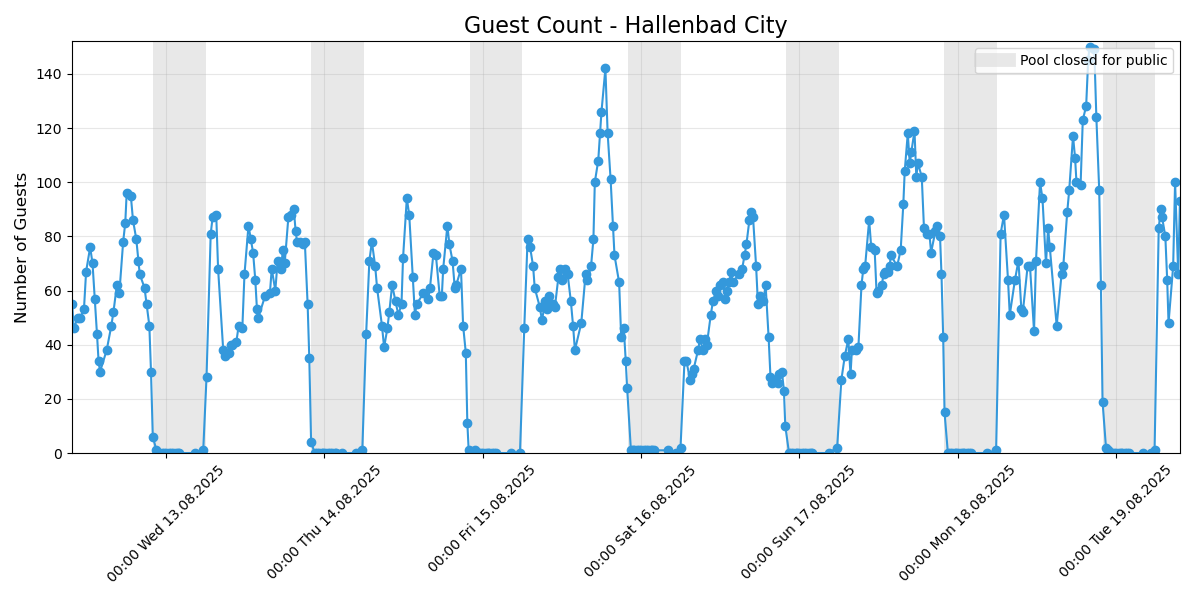 Guest Count - Hallenbad City
Pool closed for public
Number of Guests
140
120
100
80
60
40
20
0
00:00 Wed 13.08.2025
00:00 Thu 14.08.2025
00:00 Fri 15.08.2025
00:00 Sat 16.08.2025
00:00 Sun 17.08.2025
00:00 Mon 18.08.2025
00:00 Tue 19.08.2025